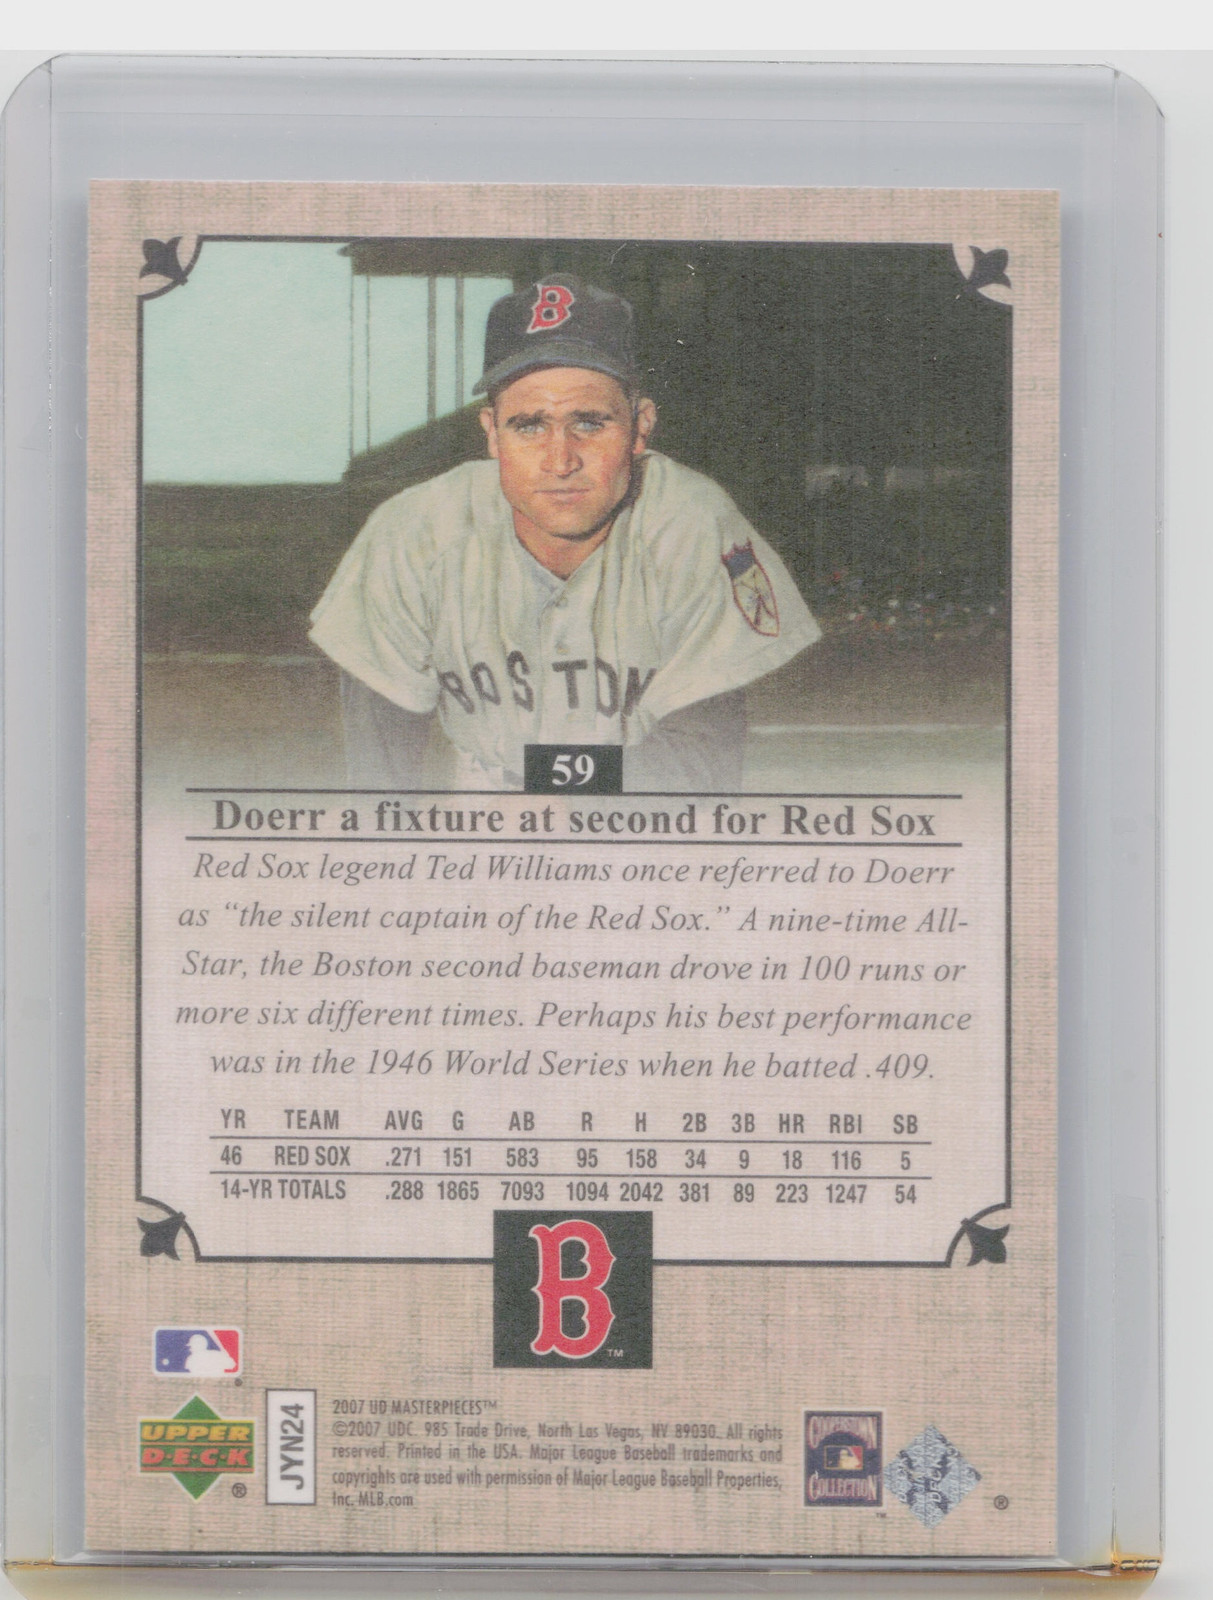 B
BOSTON
59
Doerr a fixture at second for Red Sox
Red Sox legend Ted Williams once referred to Doerr
as “the silent captain of the Red Sox.” A nine-time All-
Star, the Boston second baseman drove in 100 runs or
more six different times. Perhaps his best performance
was in the 1946 World Series when he batted .409.
YR TEAM AVG G AB R H 2B 3B HR RBI SB
46 RED SOX .271 151 583 95 158 34 9 18 116 5
14-YR TOTALS .288 1865 7093 1094 2042 381 89 223 1247 54
B
TM
UPPER
D·E·C·K
®
JYN24
2007 UD MASTERPIECES™
©2007 UDC. 985 Trade Drive, North Las Vegas, NV 89030. All rights
reserved. Printed in the USA. Major League Baseball trademarks and
copyrights are used with permission of Major League Baseball Properties,
Inc. MLB.com
COOPERSTOWN
COLLECTION
TM
®